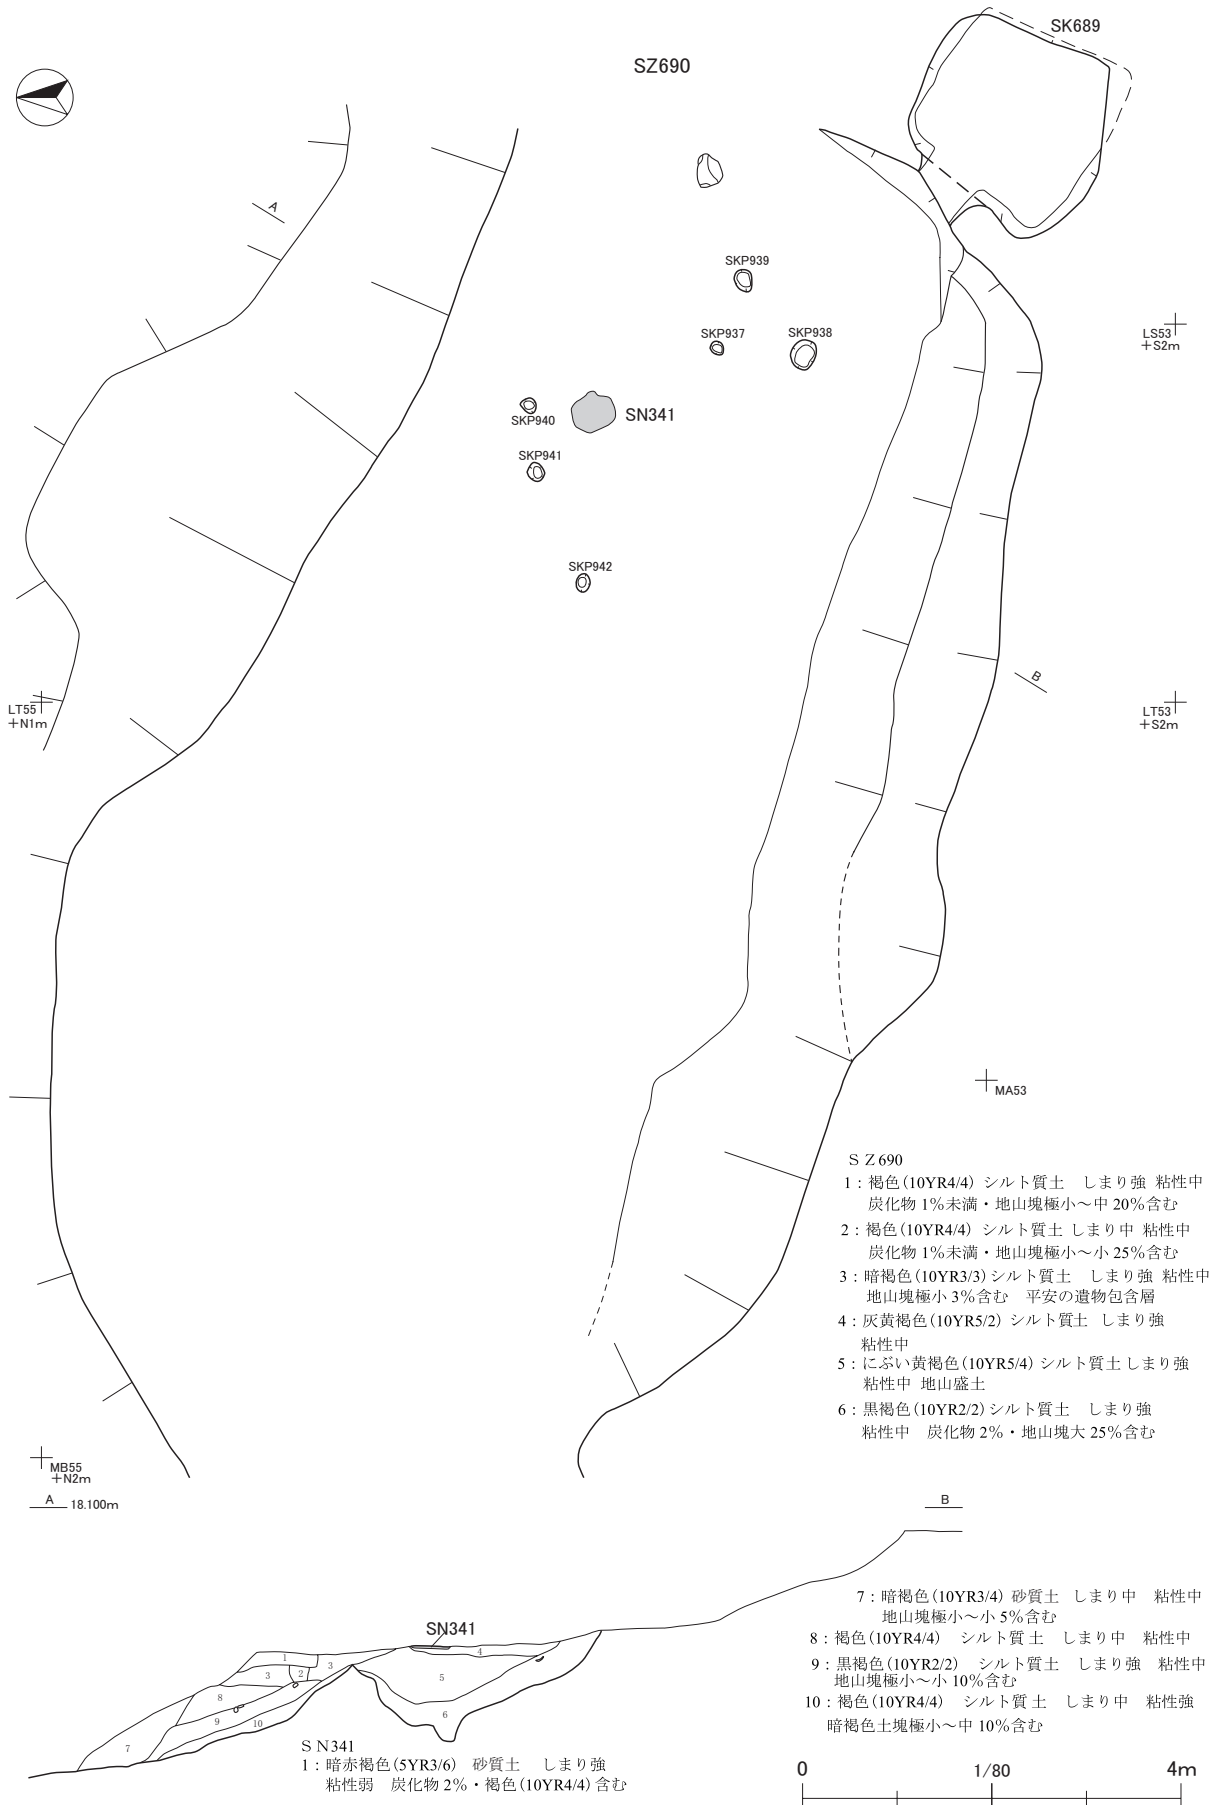 SK689
SZ690
A
SKP939
SKP937
SKP938
LS53
+S2m
SKP940
SN341
SKP941
SKP942
B
LT55
+N1m
LT53
+S2m
MA53
ＳＺ690
1：褐色(10YR4/4) シルト質土　しまり強 粘性中
炭化物 1%未満・地山塊極小～中 20%含む
2：褐色(10YR4/4) シルト質土 しまり中 粘性中
炭化物 1%未満・地山塊極小～小 25%含む
3：暗褐色(10YR3/3) シルト質土　しまり強 粘性中
地山塊極小 3%含む　平安の遺物包含層
4：灰黄褐色(10YR5/2) シルト質土 しまり強
粘性中
5：にぶい黄褐色(10YR5/4) シルト質土 しまり強
粘性中 地山盛土
6：黒褐色(10YR2/2) シルト質土　しまり強
粘性中　炭化物 2%・地山塊大 25%含む
MB55
+N2m
A 18.100m
B
7：暗褐色(10YR3/4) 砂質土　しまり中　粘性中
地山塊極小～小 5%含む
8：褐色(10YR4/4)　シルト質 土　しまり中　粘性中
9：黒褐色(10YR2/2)　シルト質土　しまり強　粘性中
地山塊極小～小 10%含む
10：褐色(10YR4/4)　シルト質 土　しまり中　粘性強
暗褐色土塊極小～中 10%含む
SN341
1
4
3
2
3
5
8
6
9
10
7
ＳＮ341
1：暗赤褐色(5YR3/6)　砂質土　しまり強
粘性弱　炭化物 2%・褐色(10YR4/4) 含む
0 1/80 4m